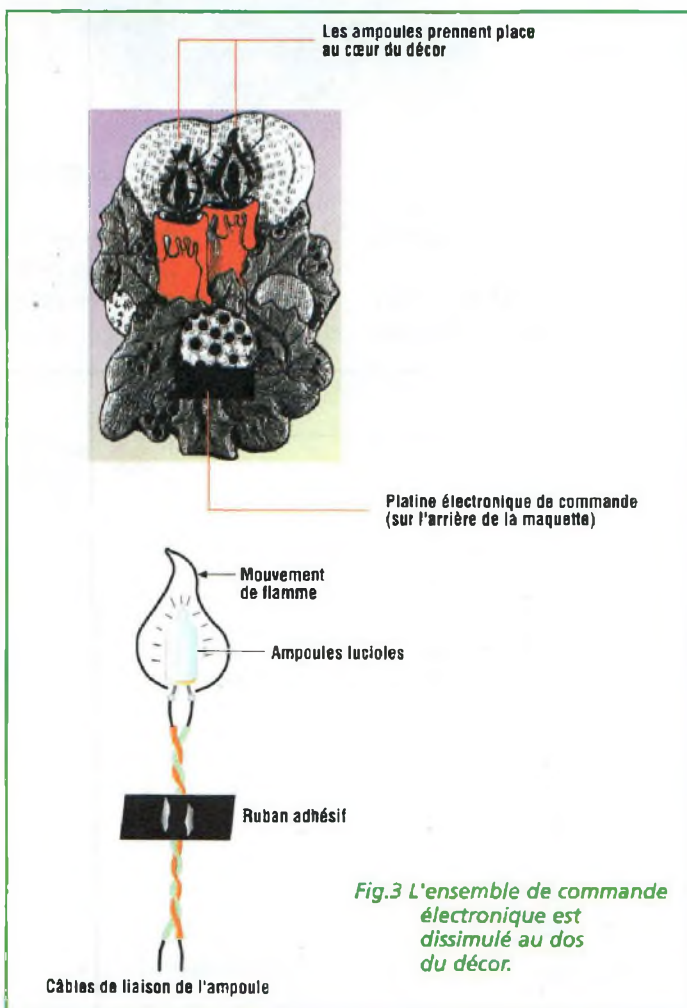 Les ampoules prennent place
au cœur du décor
Platine électronique de commande
(sur l'arrière de la maquette)
Mouvement
de flamme
Ampoules lucioles
Ruban adhésif
Fig.3 L'ensemble de commande
électronique est
dissimulé au dos
du décor.
Câbles de liaison de l'ampoule